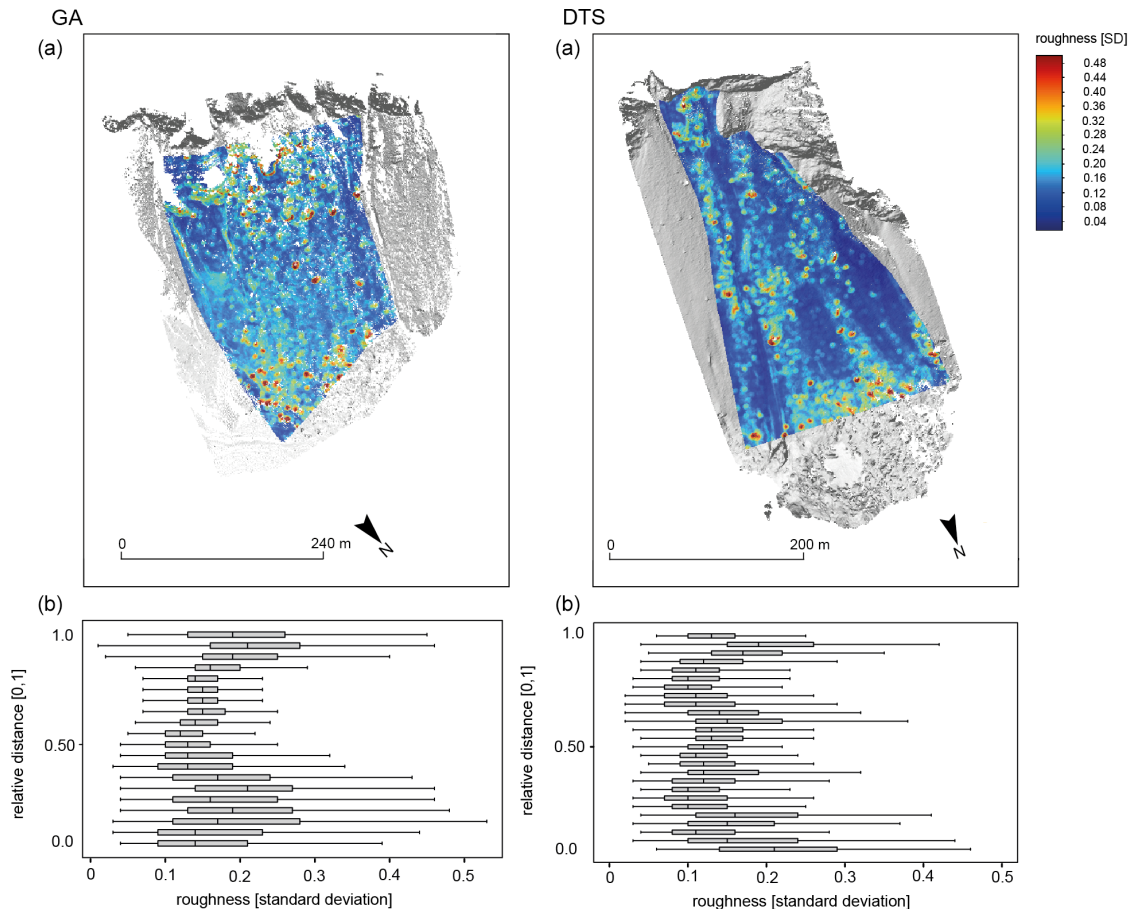 GA
DTS
(a)
(a)
roughness [SD]
0.48
0.44
0.40
0.36
0.32
0.28
0.24
0.20
0.16
0.12
0.08
0.04
0
240 m
N
0
200 m
N
(b)
(b)
relative distance [0,1]
1.0
0.50
0.0
0
0.1
0.2
0.3
0.4
0.5
roughness [standard deviation]
relative distance [0,1]
1.0
0.50
0.0
0
0.1
0.2
0.3
0.4
0.5
roughness [standard deviation]